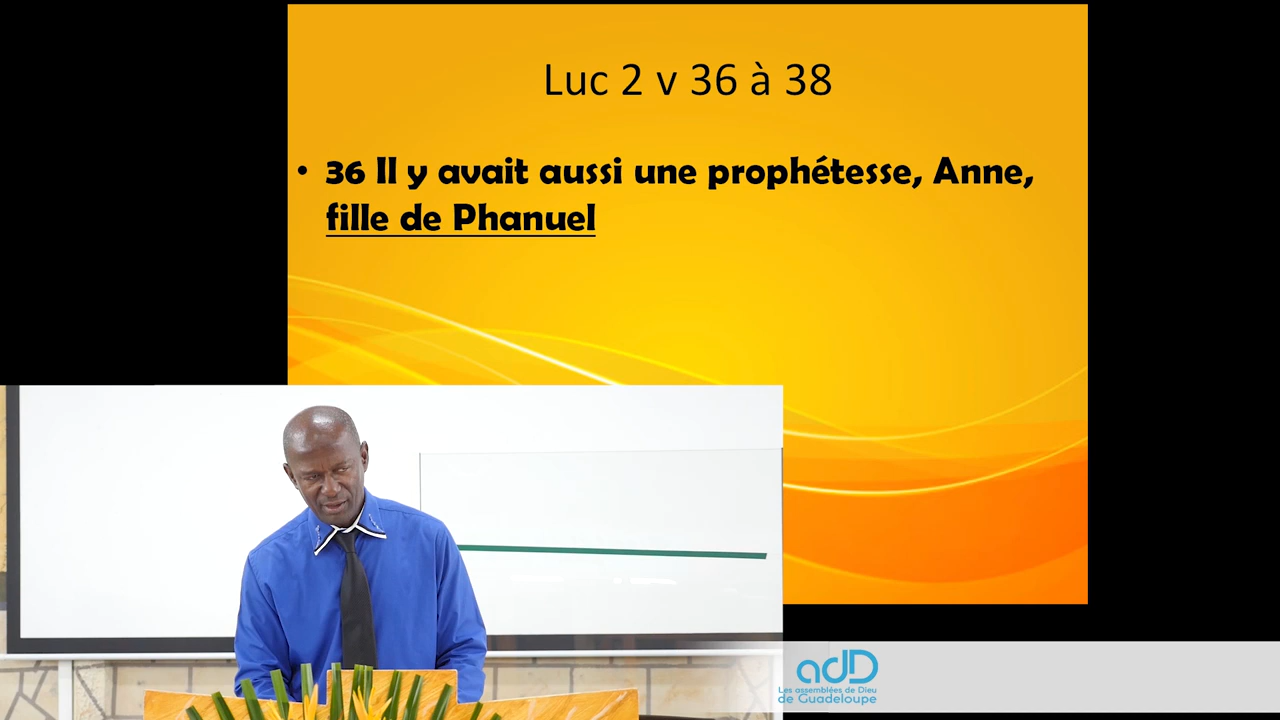 Luc 2 v 36 à 38
• 36 Il y avait aussi une prophétesse, Anne,
fille de Phanuel
adD
Les assemblées de Dieu
de Guadeloupe